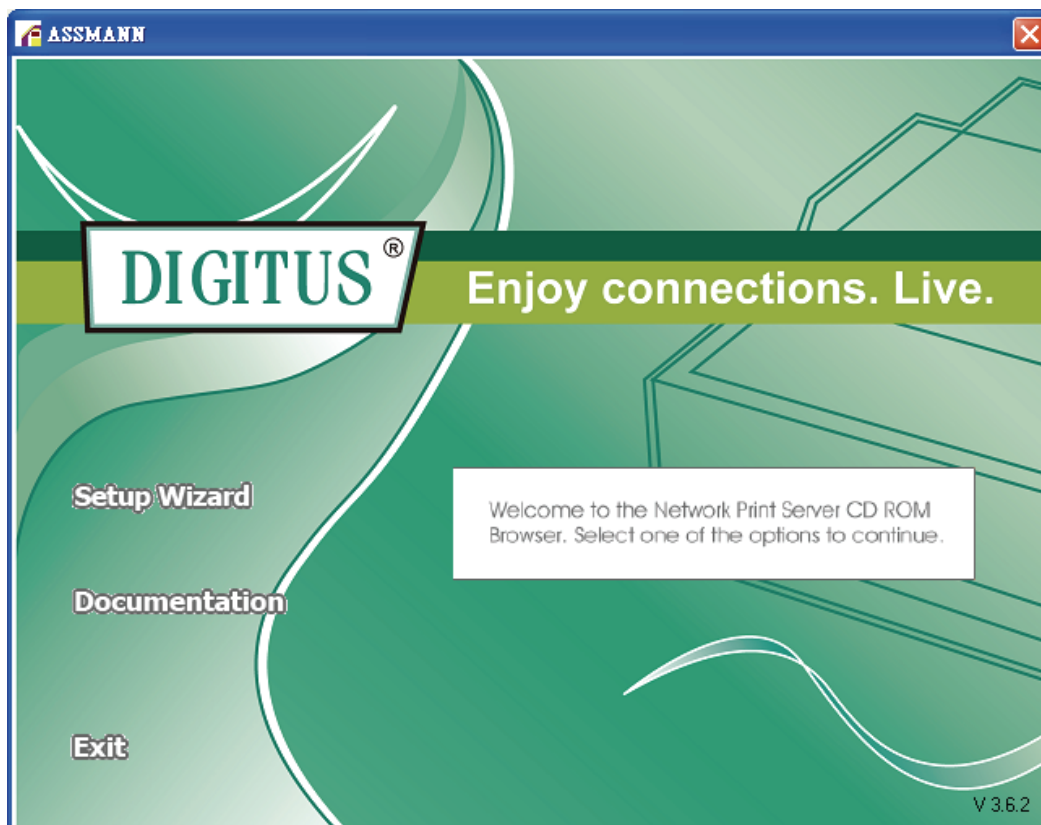 ASSMANN
DIGITUS®
Enjoy connections. Live.
Setup Wizard
Welcome to the Network Print Server CD ROM
Browser. Select one of the options to continue.
Documentation
Exit
V 3.6.2